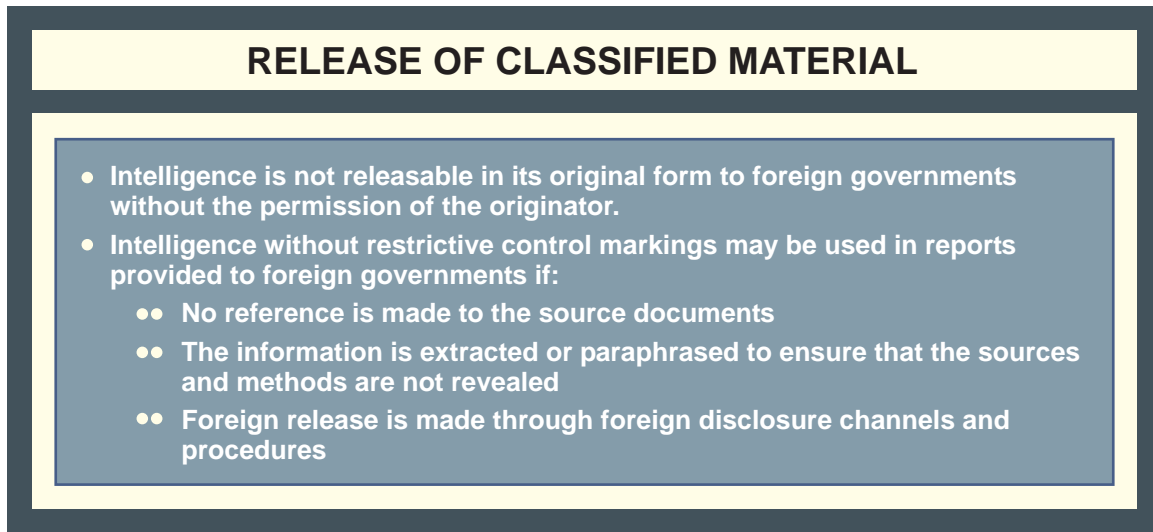 RELEASE OF CLASSIFIED MATERIAL
● Intelligence is not releasable in its original form to foreign governments
without the permission of the originator.
● Intelligence without restrictive control markings may be used in reports
provided to foreign governments if:
●● No reference is made to the source documents
●● The information is extracted or paraphrased to ensure that the sources
and methods are not revealed
●● Foreign release is made through foreign disclosure channels and
procedures